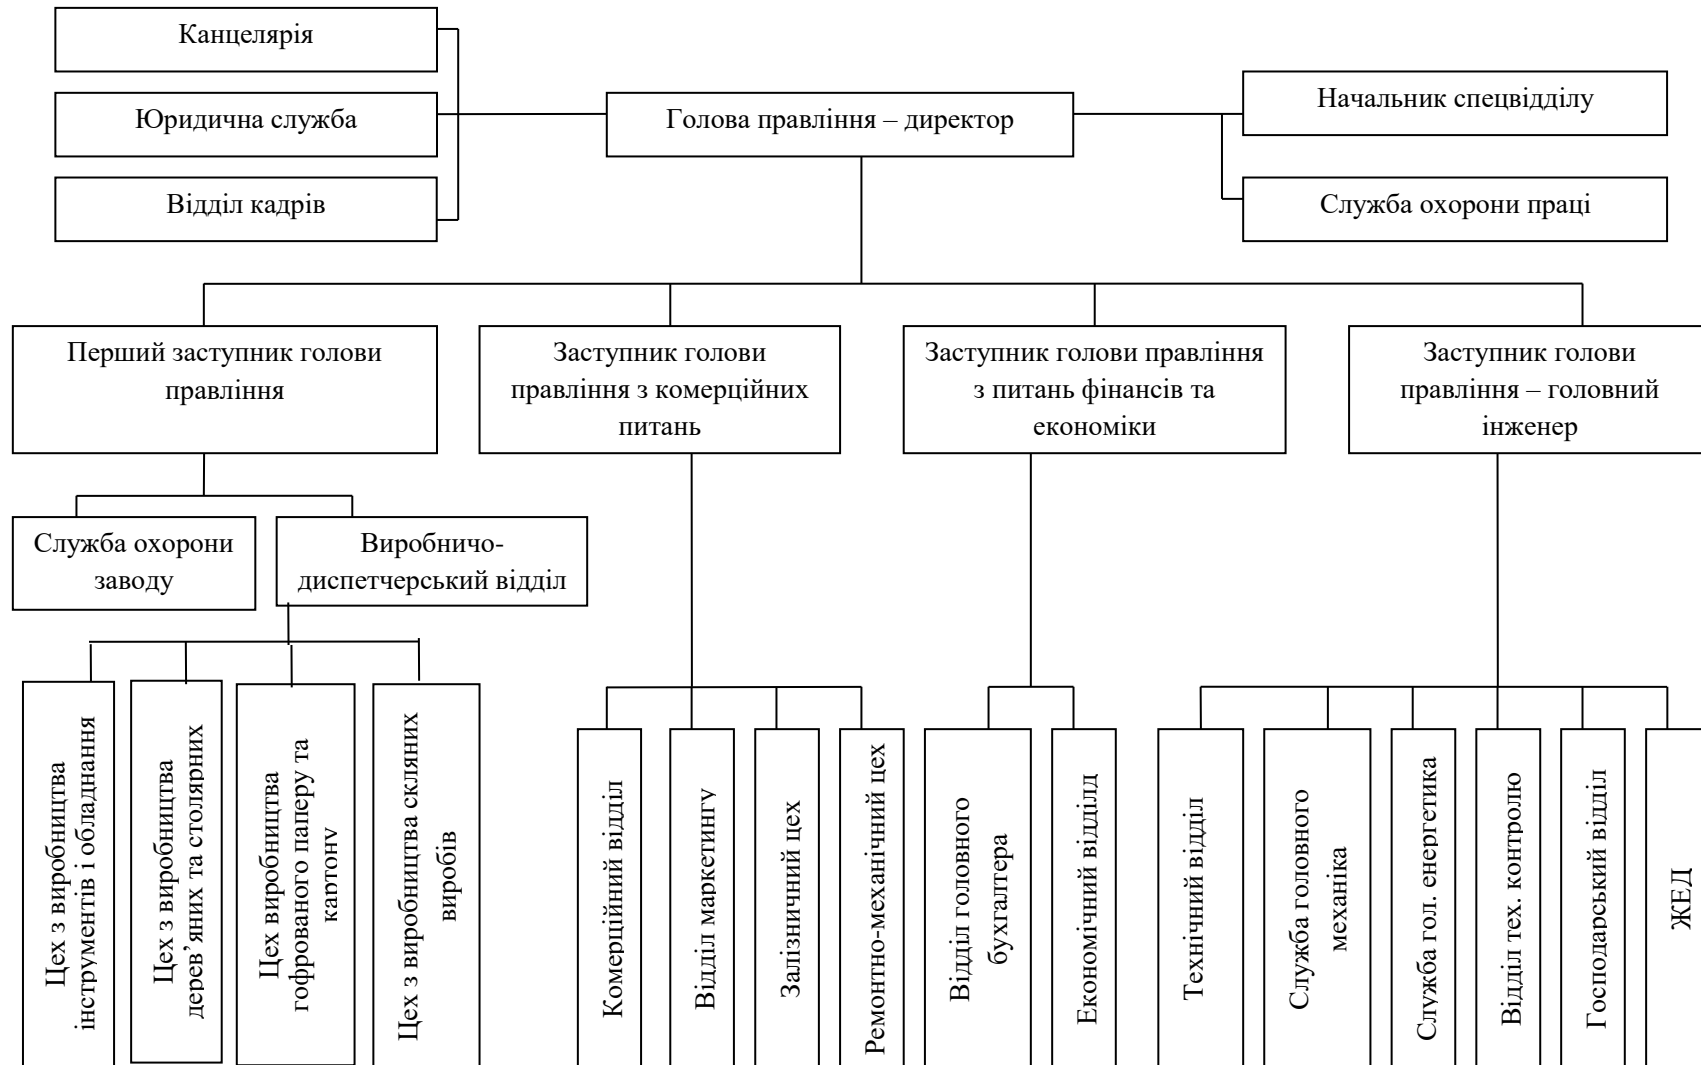 Канцелярія
Юридична служба
Відділ кадрів
Голова правління – директор
Начальник спецвідділу
Служба охорони праці
Перший заступник голови
правління
Заступник голови
правління з комерційних
питань
Заступник голови правління
з питань фінансів та
економіки
Заступник голови
правління – головний
інженер
Служба охорони
заводу
Виробничо-
диспетчерський відділ
Цех з виробництва
інструментів і обладнання
Цех з виробництва
дерев’яних та столярних
Цех виробництва
гофрованого паперу та
картону
Цех з виробництва скляних
виробів
Комерційний відділ
Відділ маркетингу
Залізничний цех
Ремонтно-механічний цех
Відділ головного
бухгалтера
Економічний відділд
Технічний відділ
Служба головного
механіка
Служба гол. енергетика
Відділ тех. контролю
Господарський відділ
ЖЕД